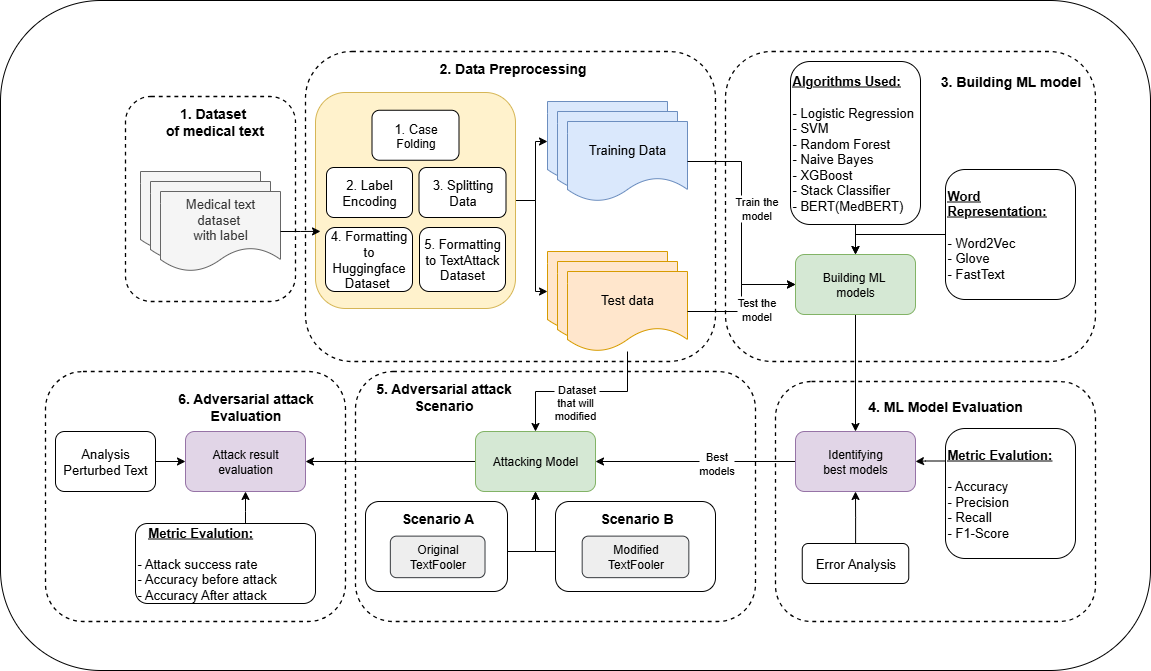 1. Dataset
of medical text
Medical text
dataset
with label
2. Data Preprocessing
1. Case
Folding
2. Label
Encoding
3. Splitting
Data
4. Formatting
to
Huggingface
Dataset
5. Formatting
to TextAttack
Dataset
Training Data
Test data
Train the
model
Test the
model
3. Building ML model
Algorithms Used:
- Logistic Regression
- SVM
- Random Forest
- Naive Bayes
- XGBoost
- Stack Classifier
- BERT(MedBERT)
Word
Representation:
- Word2Vec
- Glove
- FastText
Building ML
models
4. ML Model Evaluation
Identifying
best models
Metric Evalution:
- Accuracy
- Precision
- Recall
- F1-Score
Error Analysis
Best
models
5. Adversarial attack
Scenario
Dataset
that will
modified
Attacking Model
Scenario A
Original
TextFooler
Scenario B
Modified
TextFooler
6. Adversarial attack
Evaluation
Analysis
Perturbed Text
Attack result
evaluation
Metric Evalution:
- Attack success rate
- Accuracy before attack
- Accuracy After attack